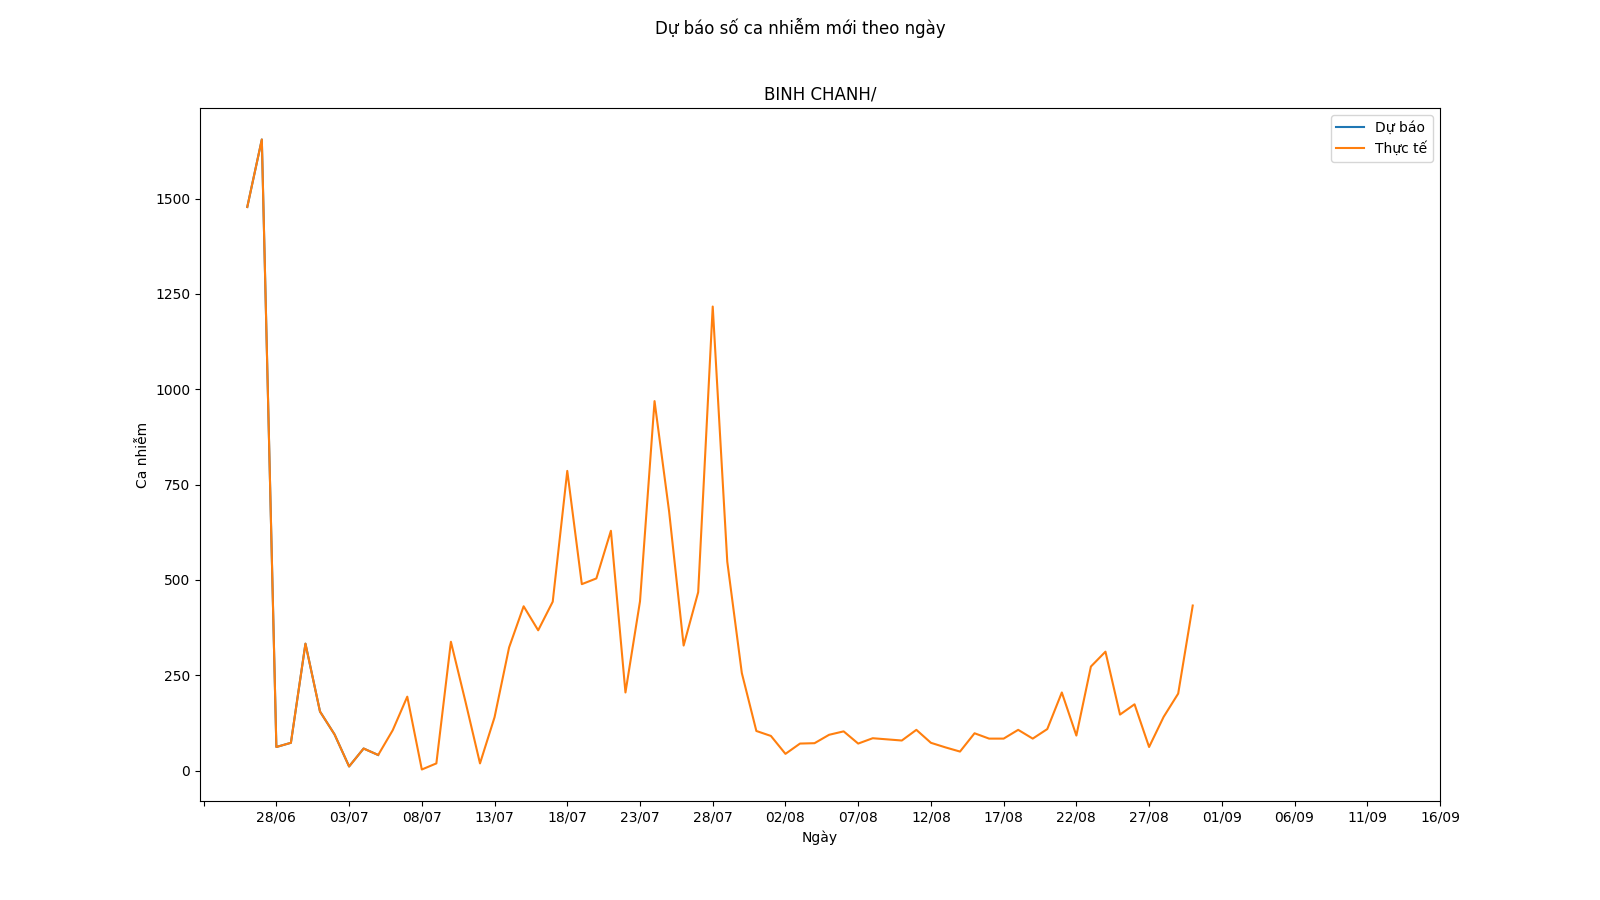 Dự báo số ca nhiễm mới theo ngày
BINH CHANH/
Dự báo
Thực tế
1500
1250
1000
750
500
250
0
Ca nhiễm
28/06 03/07 08/07 13/07 18/07 23/07 28/07 02/08 07/08 12/08 17/08 22/08 27/08 01/09 06/09 11/09 16/09
Ngày